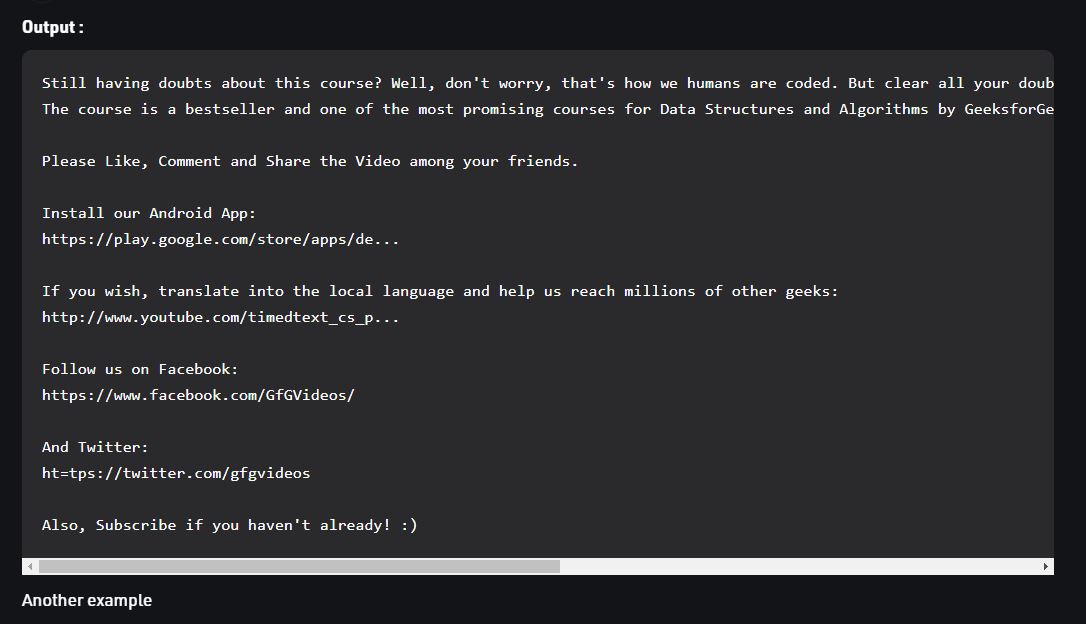 Output :
Still having doubts about this course? Well, don't worry, that's how we humans are coded. But clear all your doub
The course is a bestseller and one of the most promising courses for Data Structures and Algorithms by GeeksforGe
Please Like, Comment and Share the Video among your friends.
Install our Android App:
https://play.google.com/store/apps/de...
If you wish, translate into the local language and help us reach millions of other geeks:
http://www.youtube.com/timedtext_cs_p...
Follow us on Facebook:
https://www.facebook.com/GfGVideos/
And Twitter:
ht=tps://twitter.com/gfgvideos
Also, Subscribe if you haven't already! :)
Another example